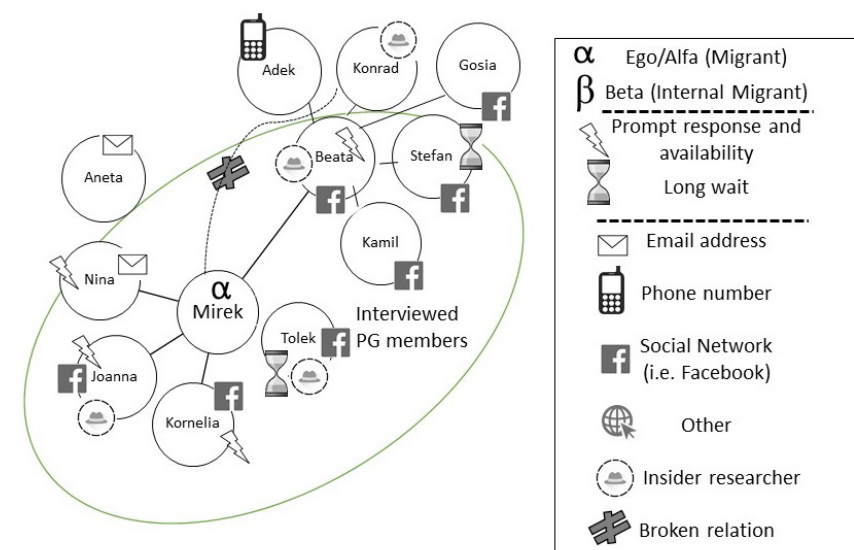 Adek
Konrad
Gosia
Aneta
Beata
Stefan
Kamil
Nina
α
Mirek
Tolek
Interviewed
PG members
Joanna
Kornelia
α Ego/Alfa (Migrant)
β Beta (Internal Migrant)
Prompt response and
availability
Long wait
Email address
Phone number
Social Network
(i.e. Facebook)
Other
Insider researcher
Broken relation